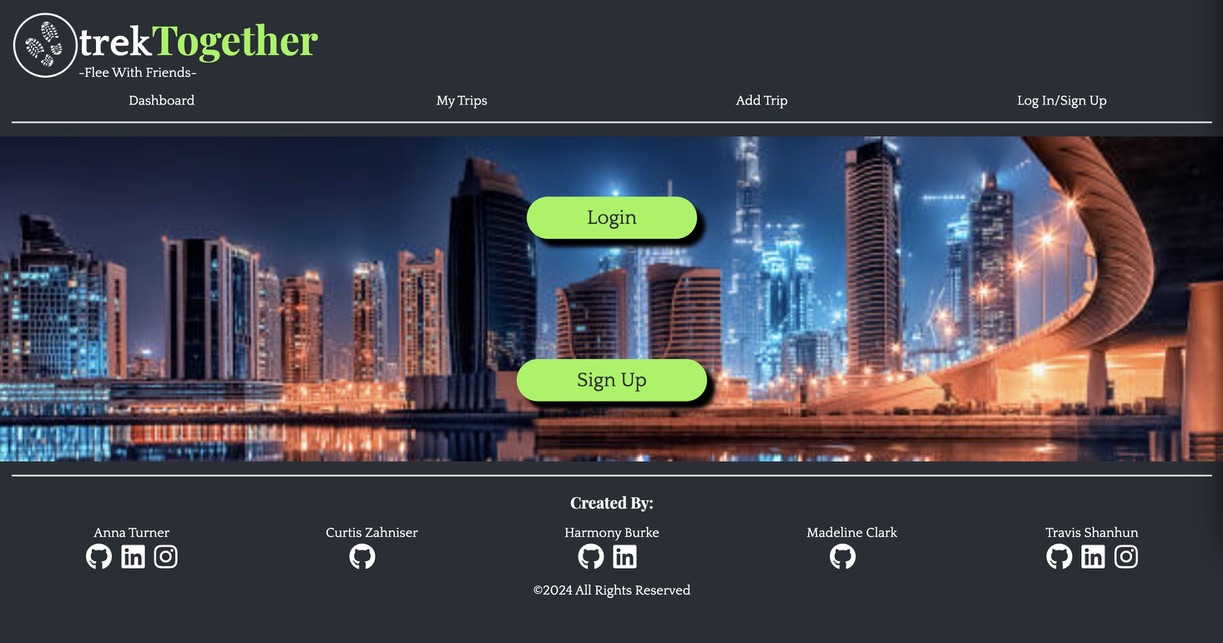 trekTogether
-Flee With Friends-
Dashboard My Trips Add Trip Log In/Sign Up
Login
Sign Up
Created By:
Anna Turner Curtis Zahniser Harmony Burke Madeline Clark Travis Shanhun
©2024 All Rights Reserved